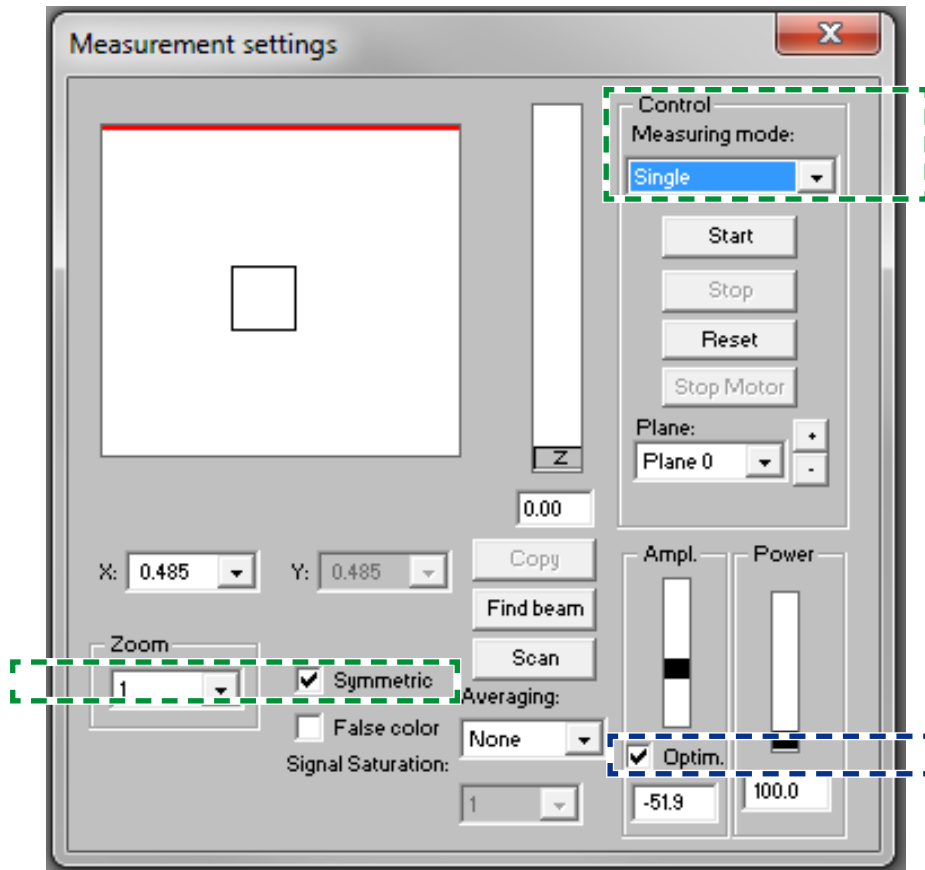 Measurement settings
Control
Measuring mode:
Single
Start
Stop
Reset
Stop Motor
Plane:
Plane 0
+
-
Z
0.00
X: 0.485
Y: 0.485
Copy
Find beam
Scan
Zoom
1
Symmetric
False color
Signal Saturation:
Averaging:
None
1
Ampl.
Optim.
-51.9
Power
100.0